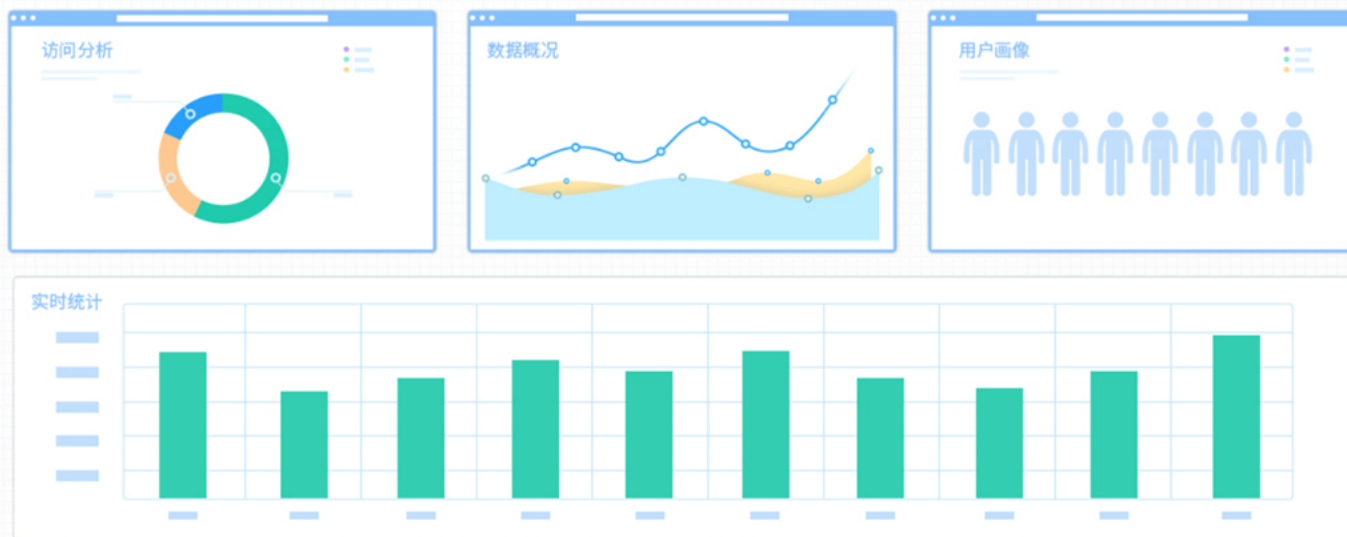 访问分析
数据概况
用户画像
实时统计